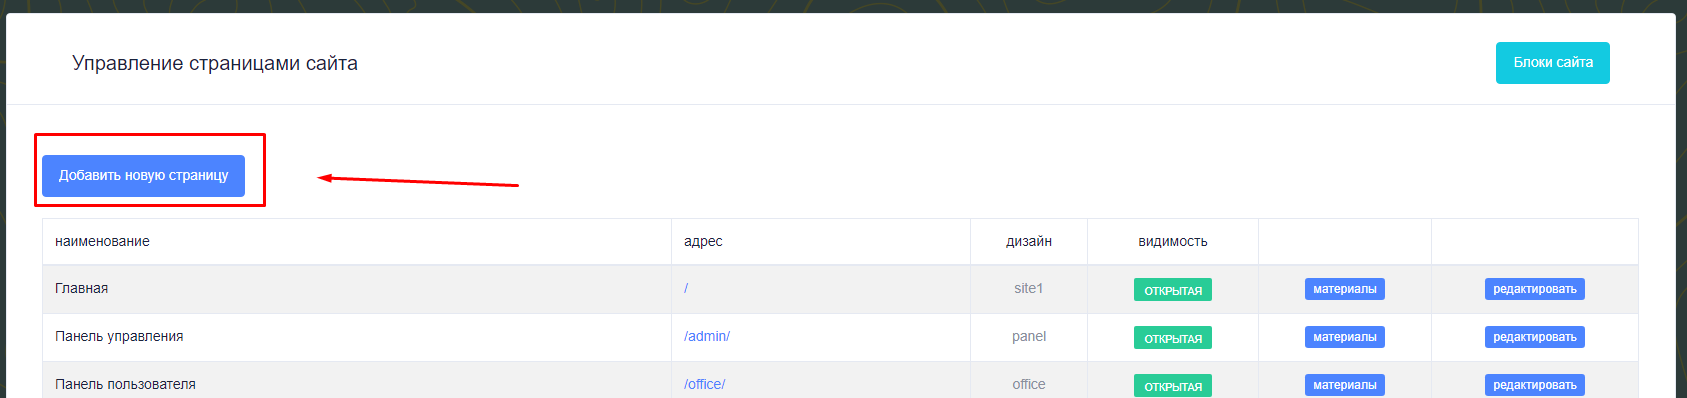 Управление страницами сайта
Блоки сайта
Добавить новую страницу
наименование адрес дизайн видимость
Главная / site1 ОТКРЫТАЯ материалы редактировать
Панель управления /admin/ panel ОТКРЫТАЯ материалы редактировать
Панель пользователя /office/ office ОТКРЫТАЯ материалы редактировать